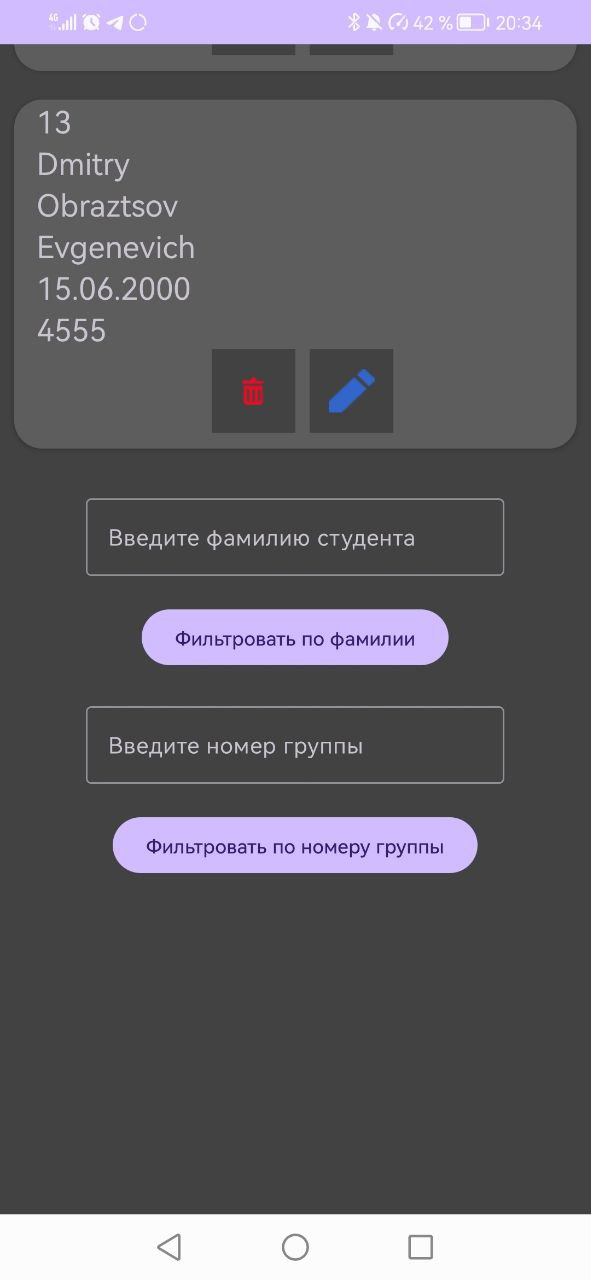 4G 42 % 20:34
13
Dmitry
Obraztsov
Evgenevich
15.06.2000
4555
Введите фамилию студента
Фильтровать по фамилии
Введите номер группы
Фильтровать по номеру группы